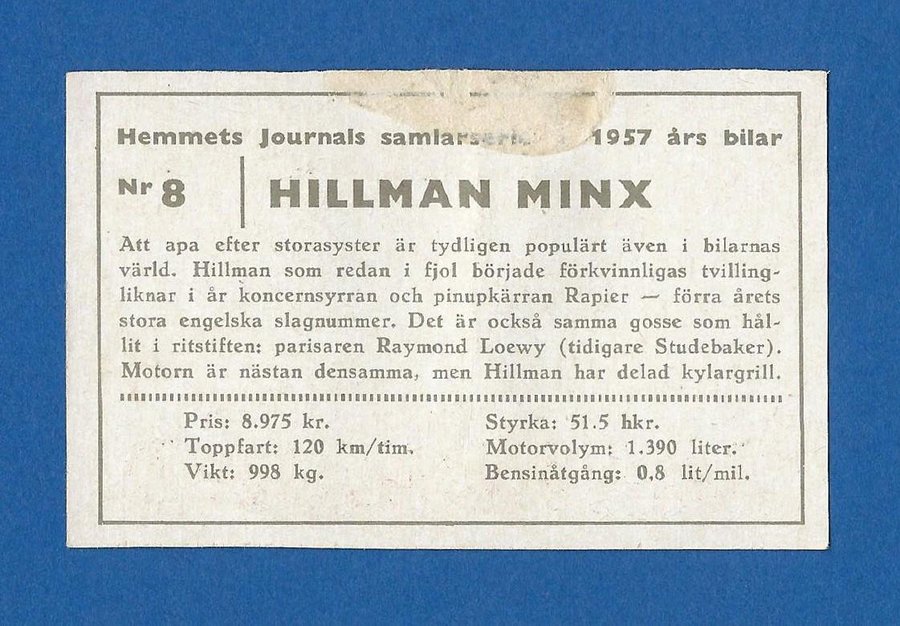 Hemmets Journals 1957 års bilar
Nr 8 HILLMAN MINX
Att apa efter storasyster är tydligen populärt även i bilarnas
värld. Hillman som redan i fjol började förkvinnligas tvilling-
liknar i år koncernsyrran och pinupkärran Rapier — förra årets
stora engelska slagnummer. Det är också samma gosse som hål-
lit i ritstiften: parisaren Raymond Loewy (tidigare Studebaker).
Motorn är nästan densamma, men Hillman har delad kylargrill.
Pris: 8.975 kr.
Toppfart: 120 km/tim.
Vikt: 998 kg.
Styrka: 51.5 hkr.
Motorvolym: 1.390 liter.
Bensinåtgång: 0,8 lit/mil.